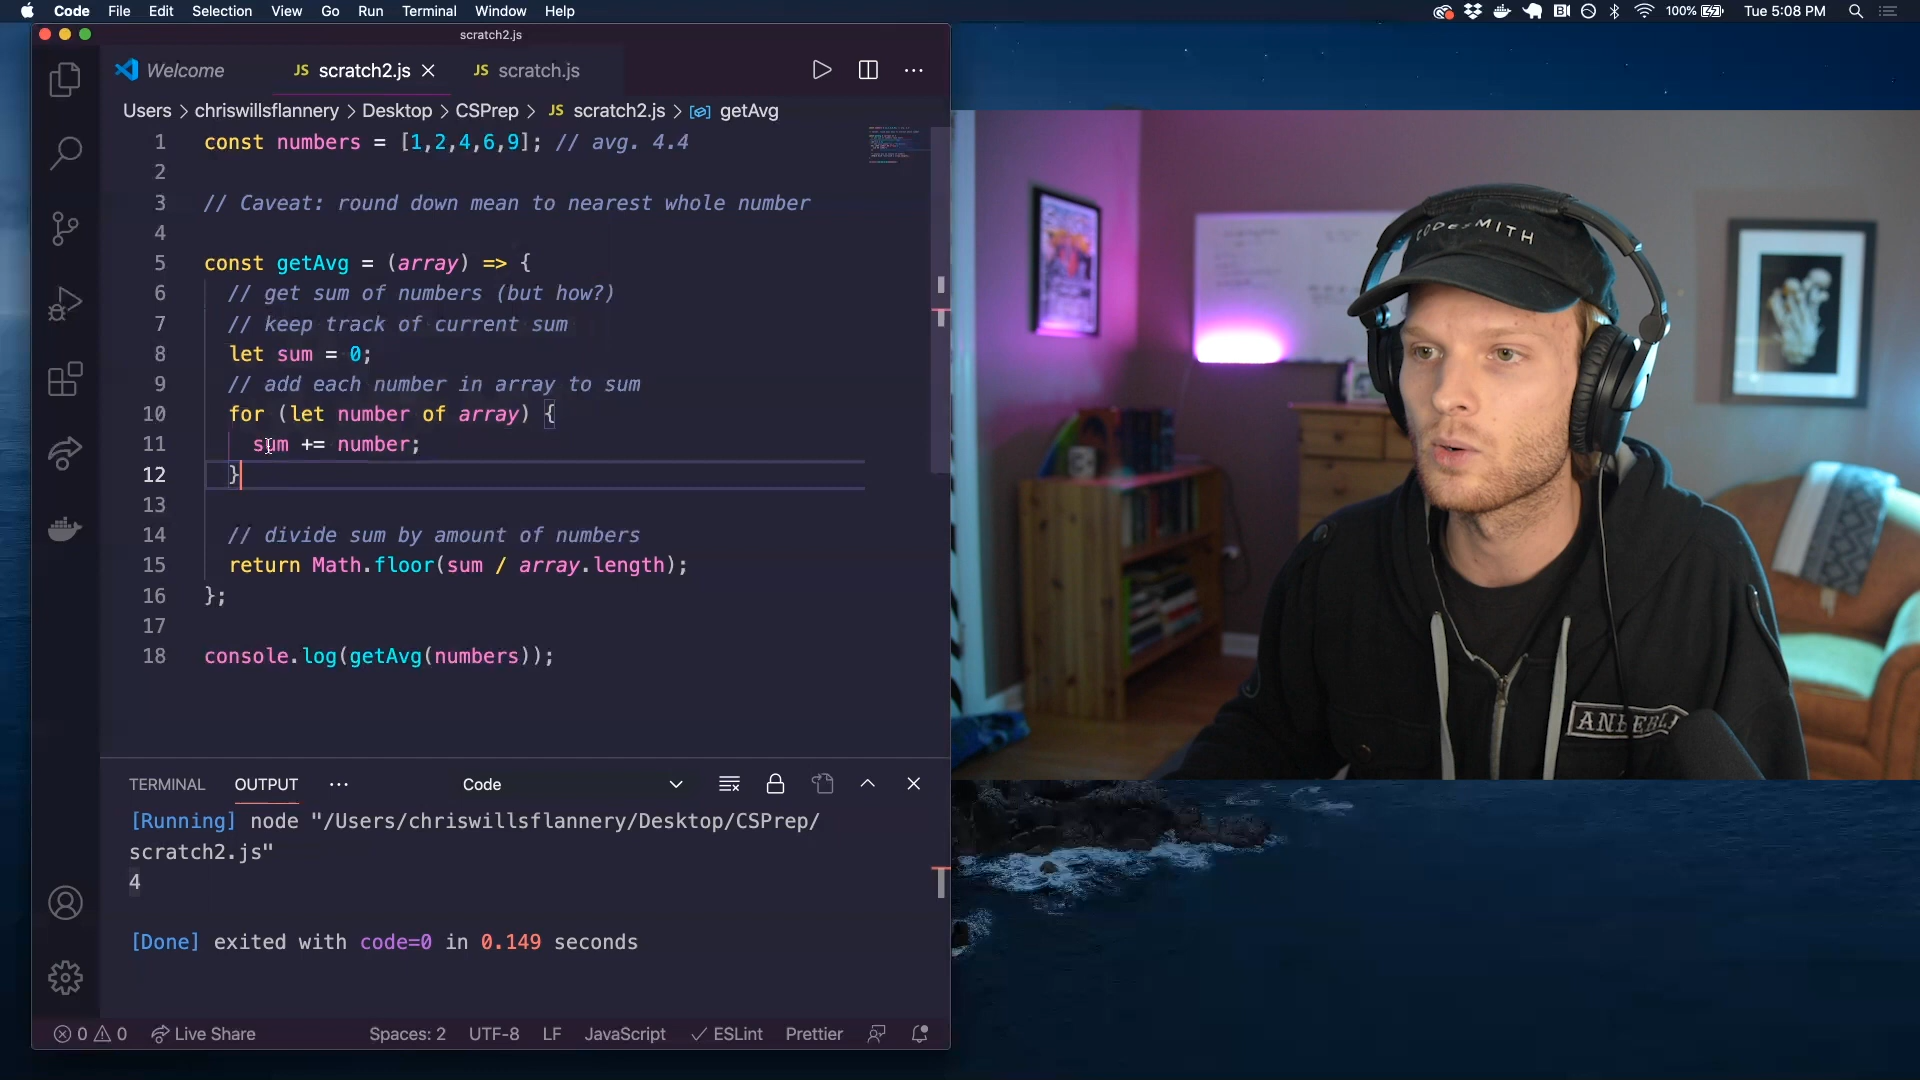 Code File Edit Selection View Go Run Terminal Window Help
100% Tue 5:08 PM
scratch2.js
Welcome JS scratch2.js JS scratch.js
Users > chriswillsflannery > Desktop > CSPrep > JS scratch2.js > getAvg
1 const numbers = [1,2,4,6,9]; // avg. 4.4
2
3 // Caveat: round down mean to nearest whole number
4
5 const getAvg = (array) => {
6 // get sum of numbers (but how?)
7 // keep track of current sum
8 let sum = 0;
9 // add each number in array to sum
10 for (let number of array) {
11 sum += number;
12 }
13
14 // divide sum by amount of numbers
15 return Math.floor(sum / array.length);
16 };
17
18 console.log(getAvg(numbers));
CODESMITH
TERMINAL OUTPUT ··· Code
[Running] node "/Users/chriswillsflannery/Desktop/CSPrep/
scratch2.js"
4
[Done] exited with code=0 in 0.149 seconds
0 0 Live Share Spaces: 2 UTF-8 LF JavaScript ESLint Prettier